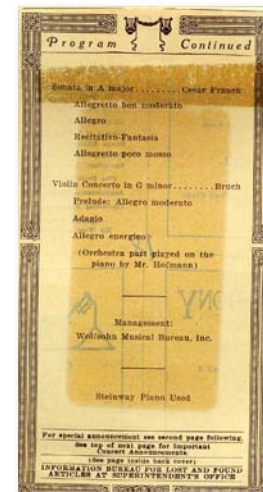 Program Continued
Sonata in A major........Cesar Franck
Allegretto ben moderato
Allegro
Recitativo-Fantasia
Allegretto poco mosso
Violin Concerto in G minor........Bruch
Prelude: Allegro moderato
Adagio
Allegro energico
(Orchestra part played on the
piano by Mr. Hofmann)
Management:
Wolfsohn Musical Bureau, Inc.
Steinway Piano Used
For special announcement see second page following.
See top of next page for Important
Concert Announcements
(See page inside back cover)
INFORMATION BUREAU FOR LOST AND FOUND
ARTICLES AT SUPERINTENDENT'S OFFICE